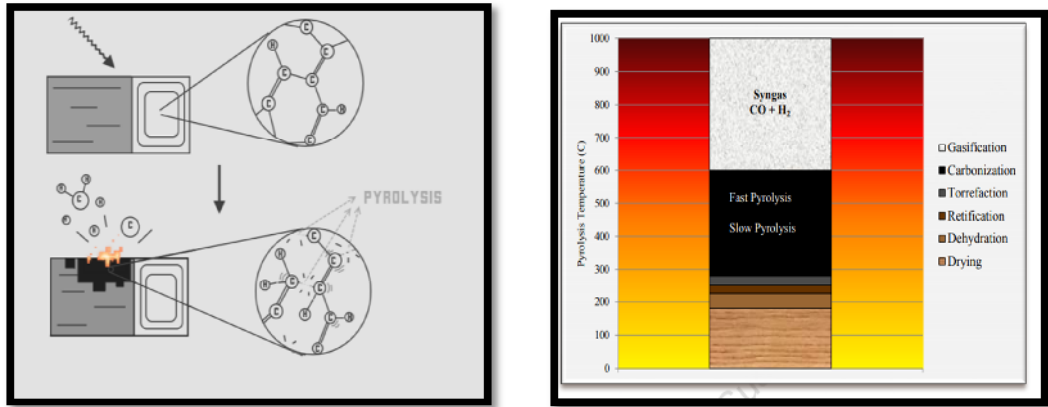 H
C
C
C
C
C
C
H
C
PYROLYSIS
H
C
H
H
H
C
H
C
C
H
C
H
C
C
H
C
H
C
1000
900
800
700
600
500
400
300
200
100
0
Pyrolysis Temperature (C)
Syngas
CO + H₂
Fast Pyrolysis
Slow Pyrolysis
Gasification
Carbonization
Torrefaction
Retification
Dehydration
Drying